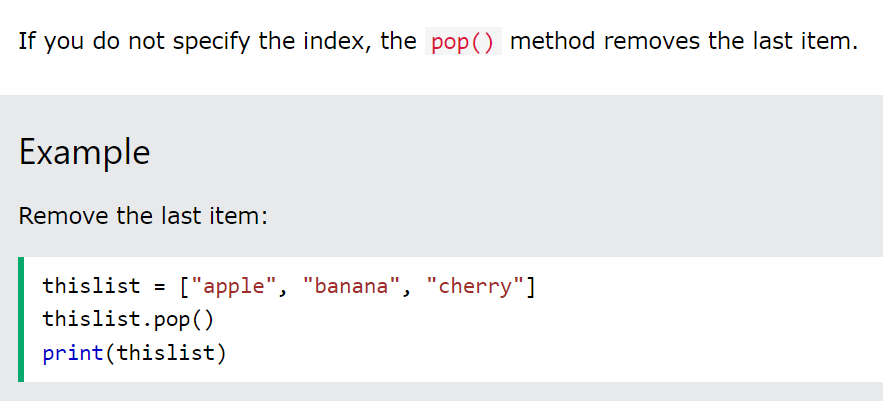 If you do not specify the index, the pop() method removes the last item.
Example
Remove the last item:
thislist = ["apple", "banana", "cherry"]
thislist.pop()
print(thislist)